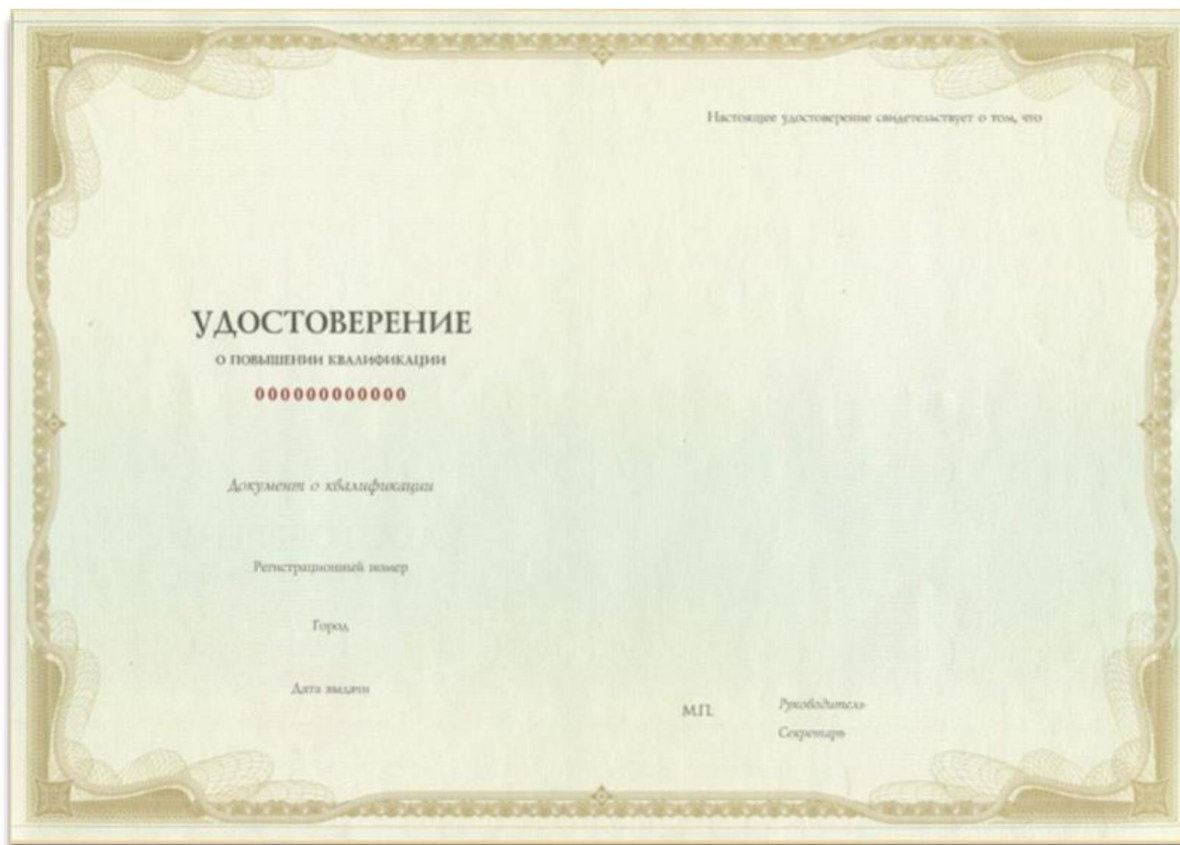 УДОСТОВЕРЕНИЕ
О ПОВЫШЕНИИ КВАЛИФИКАЦИИ
000000000000
Документ о квалификации
Регистрационный номер
Город
Дата выдачи
Настоящее удостоверение свидетельствует о том, что
М.П.
Руководитель
Секретарь